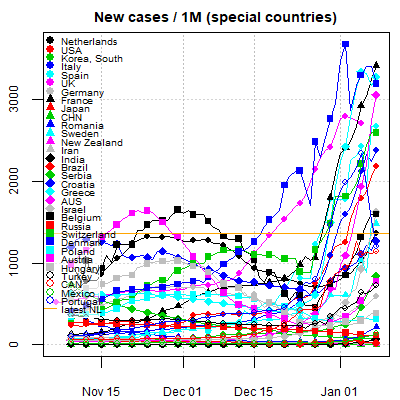 New cases / 1M (special countries)
Netherlands
USA
Korea, South
Italy
Spain
UK
Germany
France
Japan
CHN
Romania
Sweden
New Zealand
Iran
India
Brazil
Serbia
Croatia
Greece
AUS
Israel
Belgium
Russia
Switzerland
Denmark
Poland
Austria
Hungary
Turkey
CAN
Mexico
Portugal
latest NL
0
1000
2000
3000
Nov 15
Dec 01
Dec 15
Jan 01